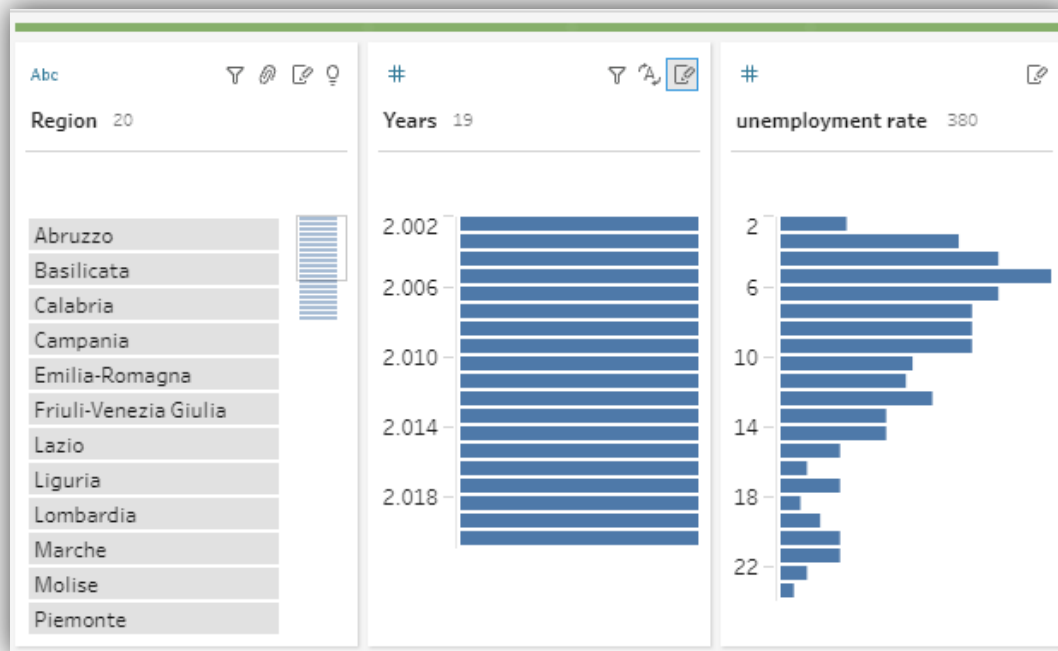 Abc
Region 20
Abruzzo
Basilicata
Calabria
Campania
Emilia-Romagna
Friuli-Venezia Giulia
Lazio
Liguria
Lombardia
Marche
Molise
Piemonte
#
Years 19
2.002
2.006
2.010
2.014
2.018
#
unemployment rate 380
2
6
10
14
18
22